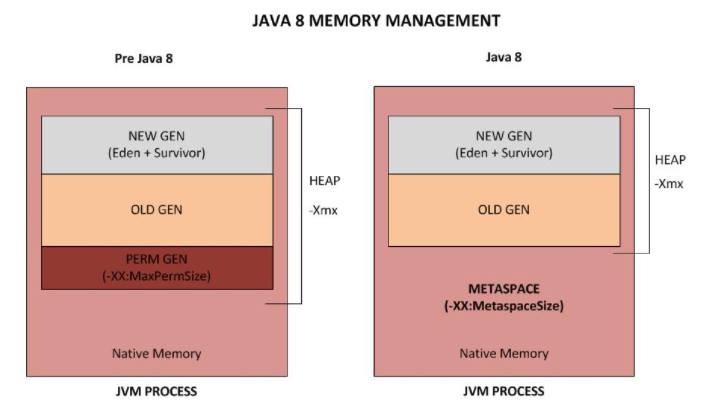 JAVA 8 MEMORY MANAGEMENT
Pre Java 8
NEW GEN
(Eden + Survivor)
OLD GEN
PERM GEN
(-XX:MaxPermSize)
Native Memory
HEAP
-Xmx
JVM PROCESS
Java 8
NEW GEN
(Eden + Survivor)
OLD GEN
METASPACE
(-XX:MetaspaceSize)
Native Memory
HEAP
-Xmx
JVM PROCESS